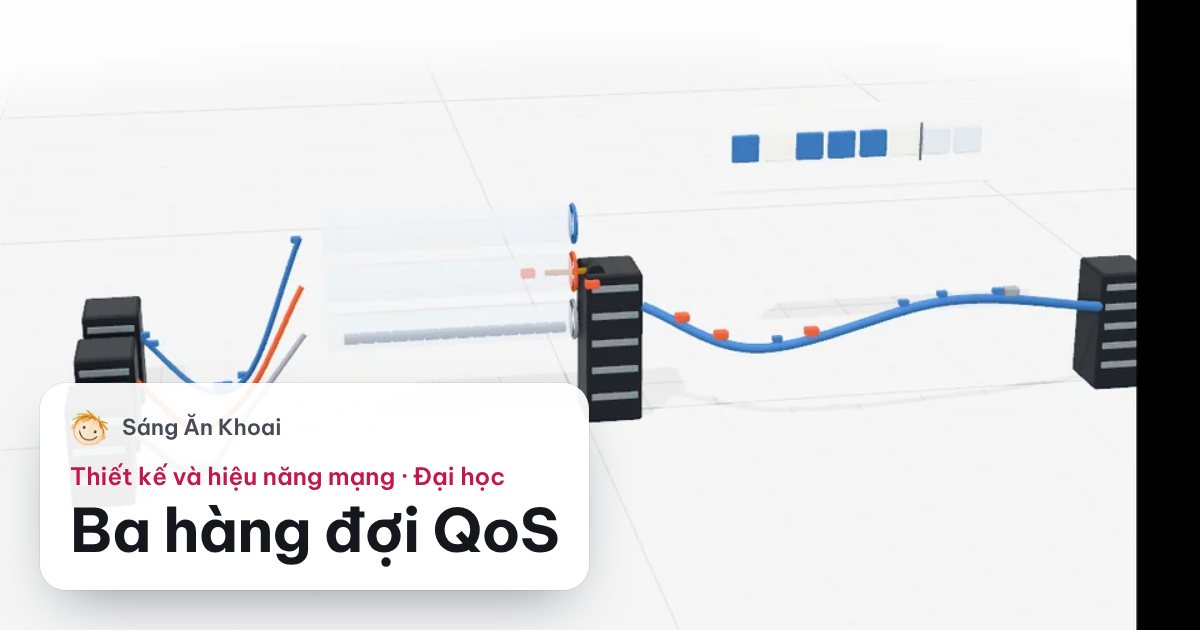 Sáng Ăn Khoai
Thiết kế và hiệu năng mạng · Đại học
Ba hàng đợi QoS